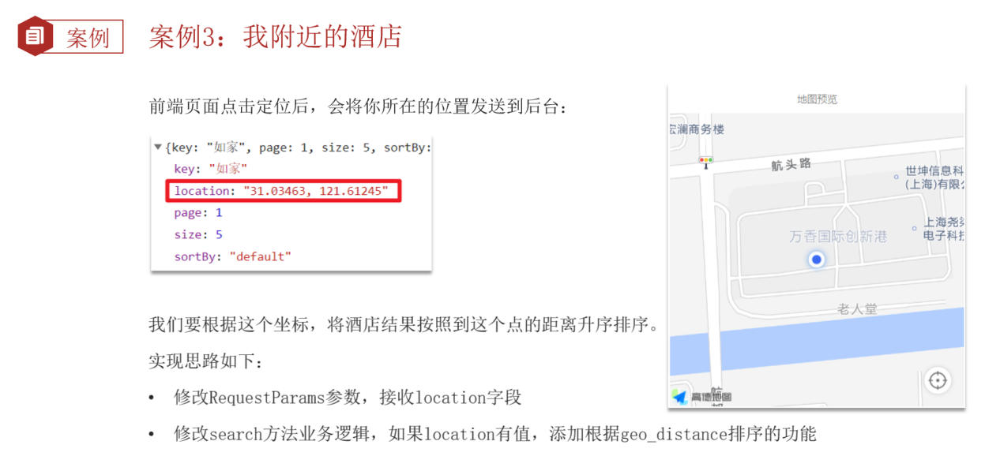 案例
案例3：我附近的酒店
前端页面点击定位后，会将你所在的位置发送到后台：
{key: "如家", page: 1, size: 5, sortBy:
key: "如家"
location: "31.03463, 121.61245"
page: 1
size: 5
sortBy: "default"
地图预览
宏澜商务楼
航头路
世坤信息科
(上海)有限公
上海尧
电子科技
万香国际创新港
老人堂
高德地图
我们要根据这个坐标，将酒店结果按照到这个点的距离升序排序。
实现思路如下：
• 修改RequestParams参数，接收location字段
• 修改search方法业务逻辑，如果location有值，添加根据geo_distance排序的功能